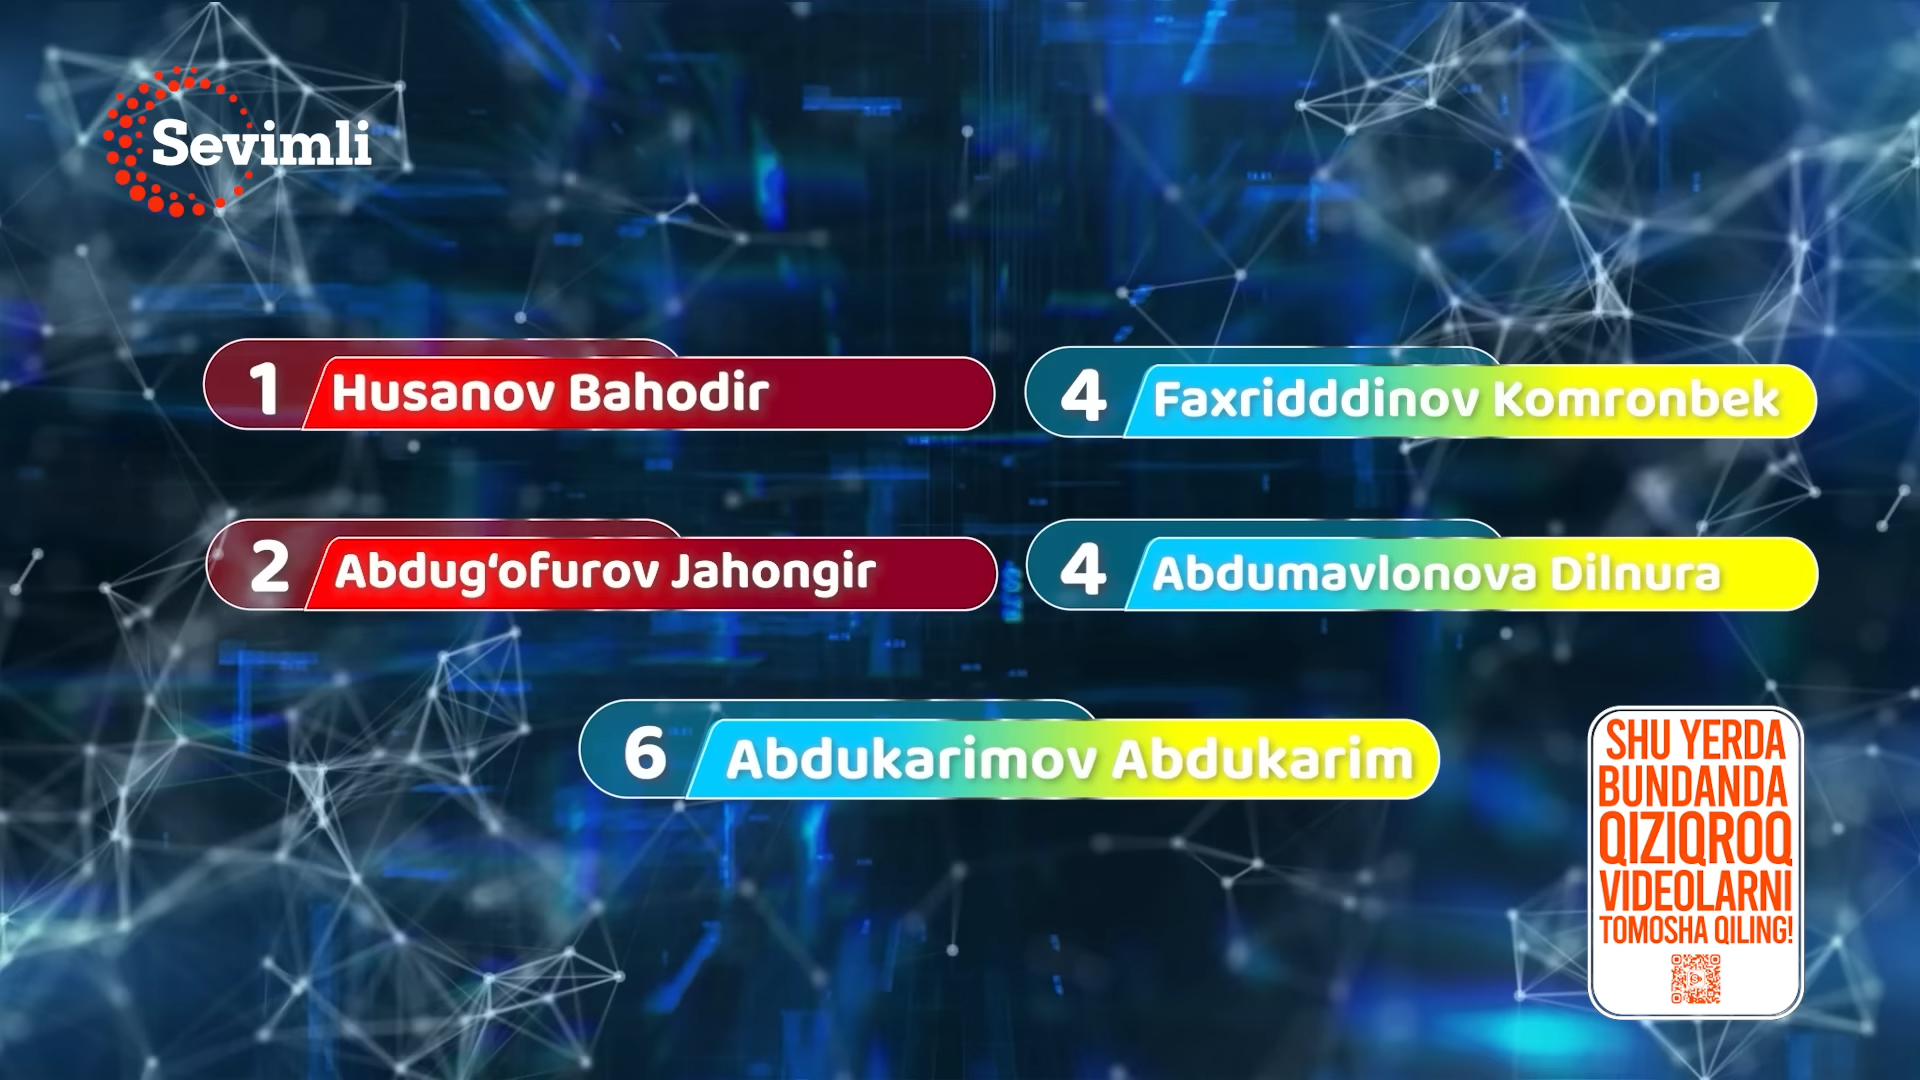 Sevimli
1 Husanov Bahodir
2 Abdug‘ofurov Jahongir
4 Faxridddinov Komronbek
4 Abdumavlonova Dilnura
6 Abdukarimov Abdukarim
SHU YERDA
BUNDANDA
QIZIQROQ
VIDEOLARNI
TOMOSHA QILING!